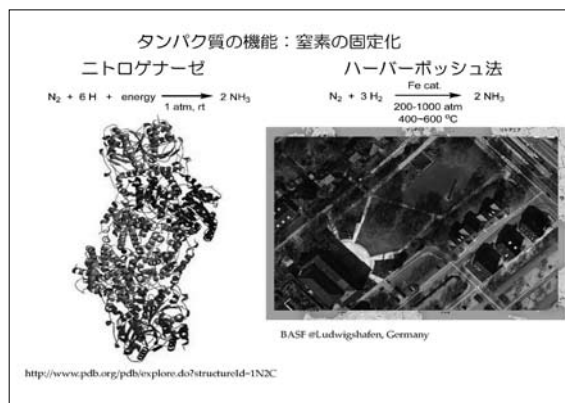 タンパク質の機能：窒素の固定化
ニトロゲナーゼ
N2 + 6 H + energy
1 atm, rt
2 NH3
ハーバーボッシュ法
N2 + 3 H2
Fe cat.
200-1000 atm
400~600 ºC
2 NH3
BASF @Ludwigshafen, Germany
http://www.pdb.org/pdb/explore.do?structureId=1N2C